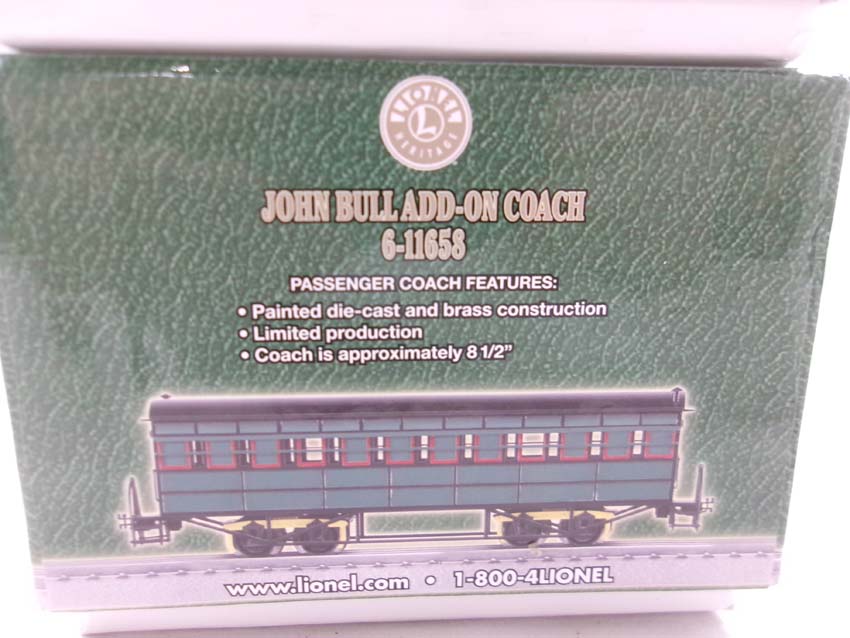 LIONEL
L
HERITAGE
JOHN BULL ADD-ON COACH
6-11658
PASSENGER COACH FEATURES:
• Painted die-cast and brass construction
• Limited production
• Coach is approximately 8 1/2"
www.lionel.com • 1-800-4LIONEL